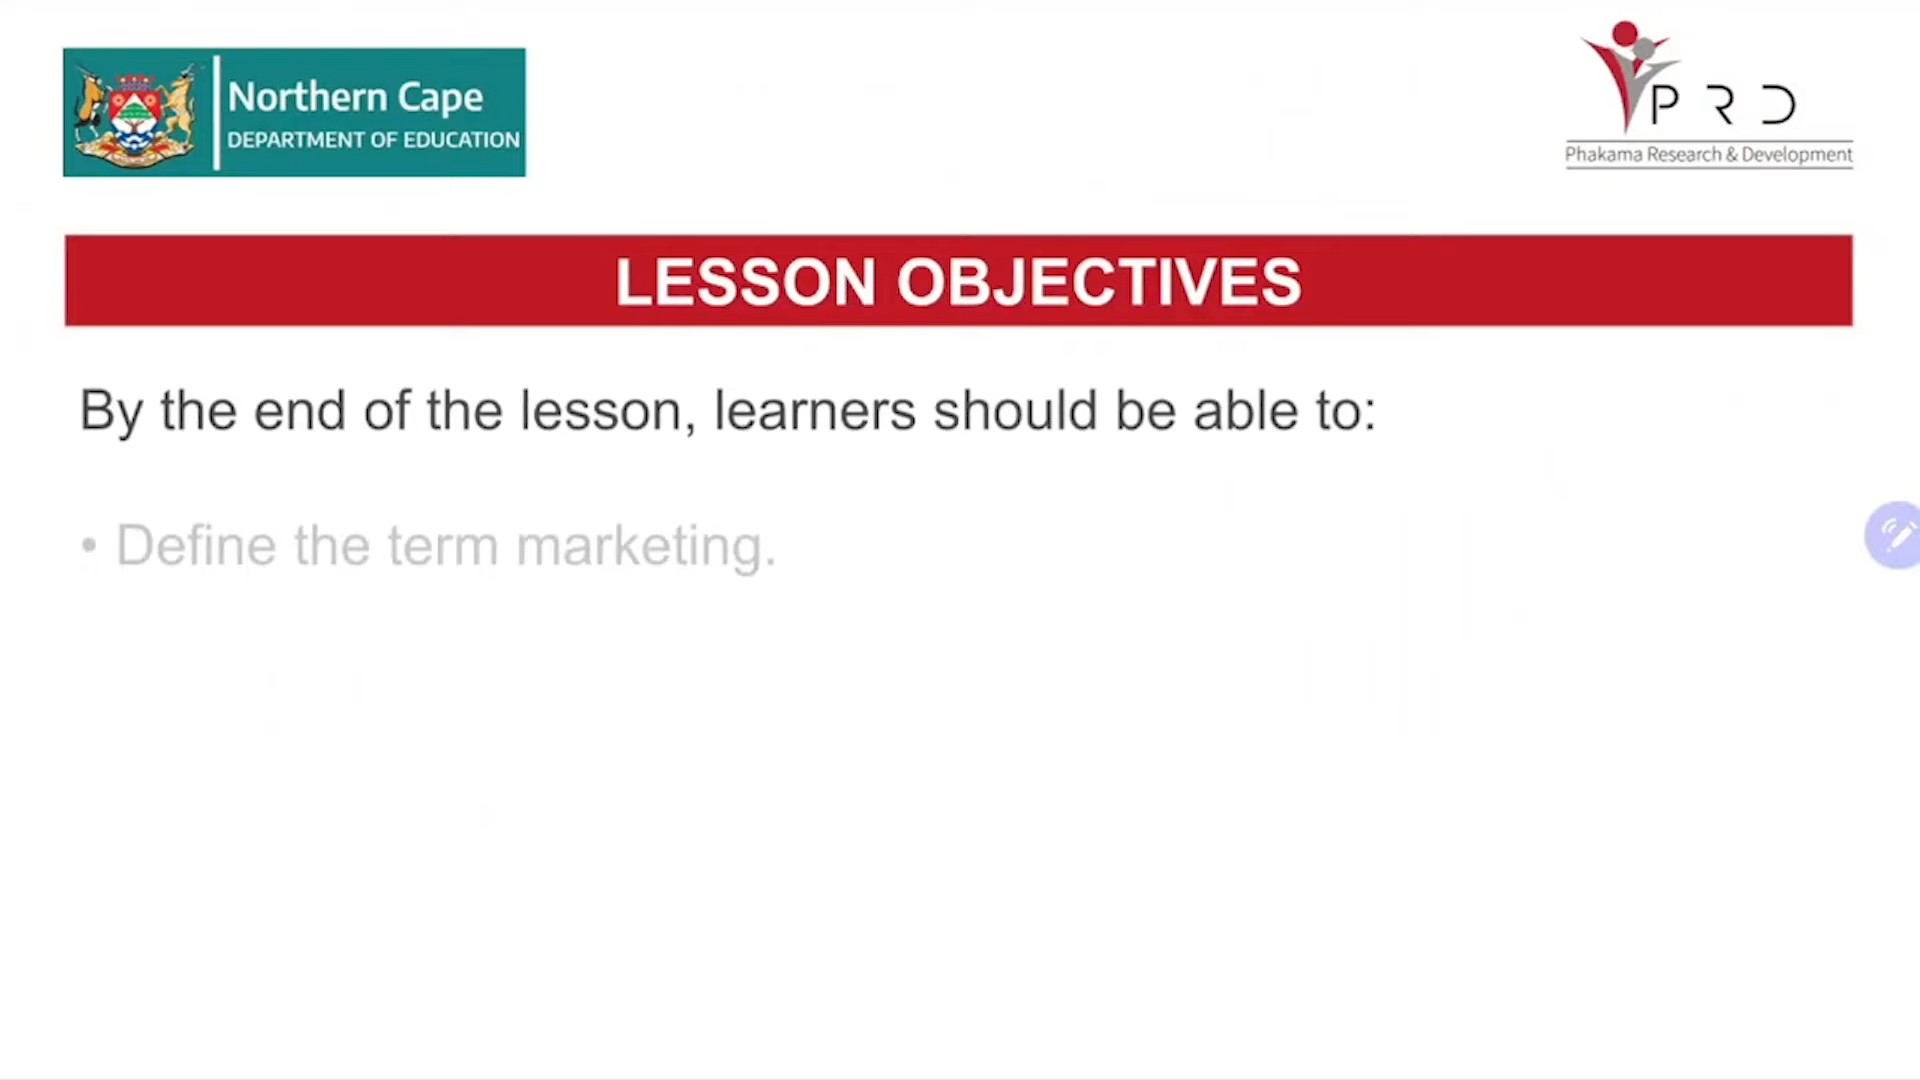 Northern Cape
DEPARTMENT OF EDUCATION
PRD
Phakama Research & Development
LESSON OBJECTIVES
By the end of the lesson, learners should be able to:
• Define the term marketing.